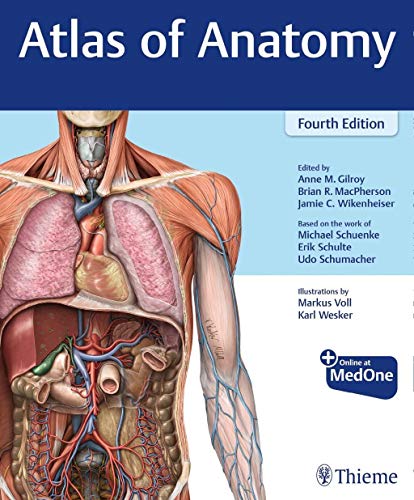 Atlas of Anatomy
Fourth Edition
Edited by
Anne M. Gilroy
Brian R. MacPherson
Jamie C. Wikenheiser
Based on the work of
Michael Schuenke
Erik Schulte
Udo Schumacher
Illustrations by
Markus Voll
Karl Wesker
+ Online at
MedOne
Thieme